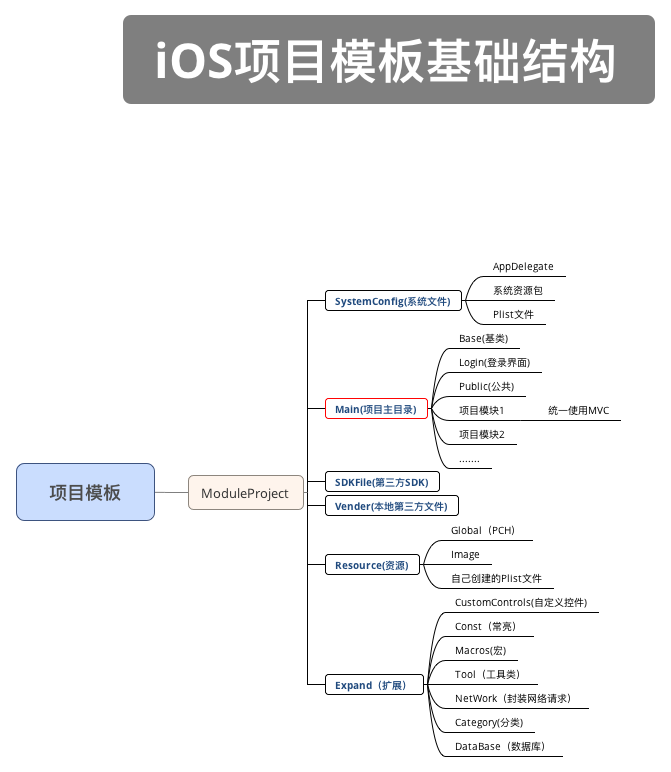 iOS项目模板基础结构
项目模板
ModuleProject
SystemConfig(系统文件)
AppDelegate
系统资源包
Plist文件
Main(项目主目录)
Base(基类)
Login(登录界面)
Public(公共)
项目模块1
统一使用MVC
项目模块2
.......
SDKFile(第三方SDK)
Vender(本地第三方文件)
Resource(资源)
Global（PCH）
Image
自己创建的Plist文件
Expand（扩展）
CustomControls(自定义控件)
Const（常亮）
Macros(宏)
Tool（工具类）
NetWork（封装网络请求）
Category(分类)
DataBase（数据库）